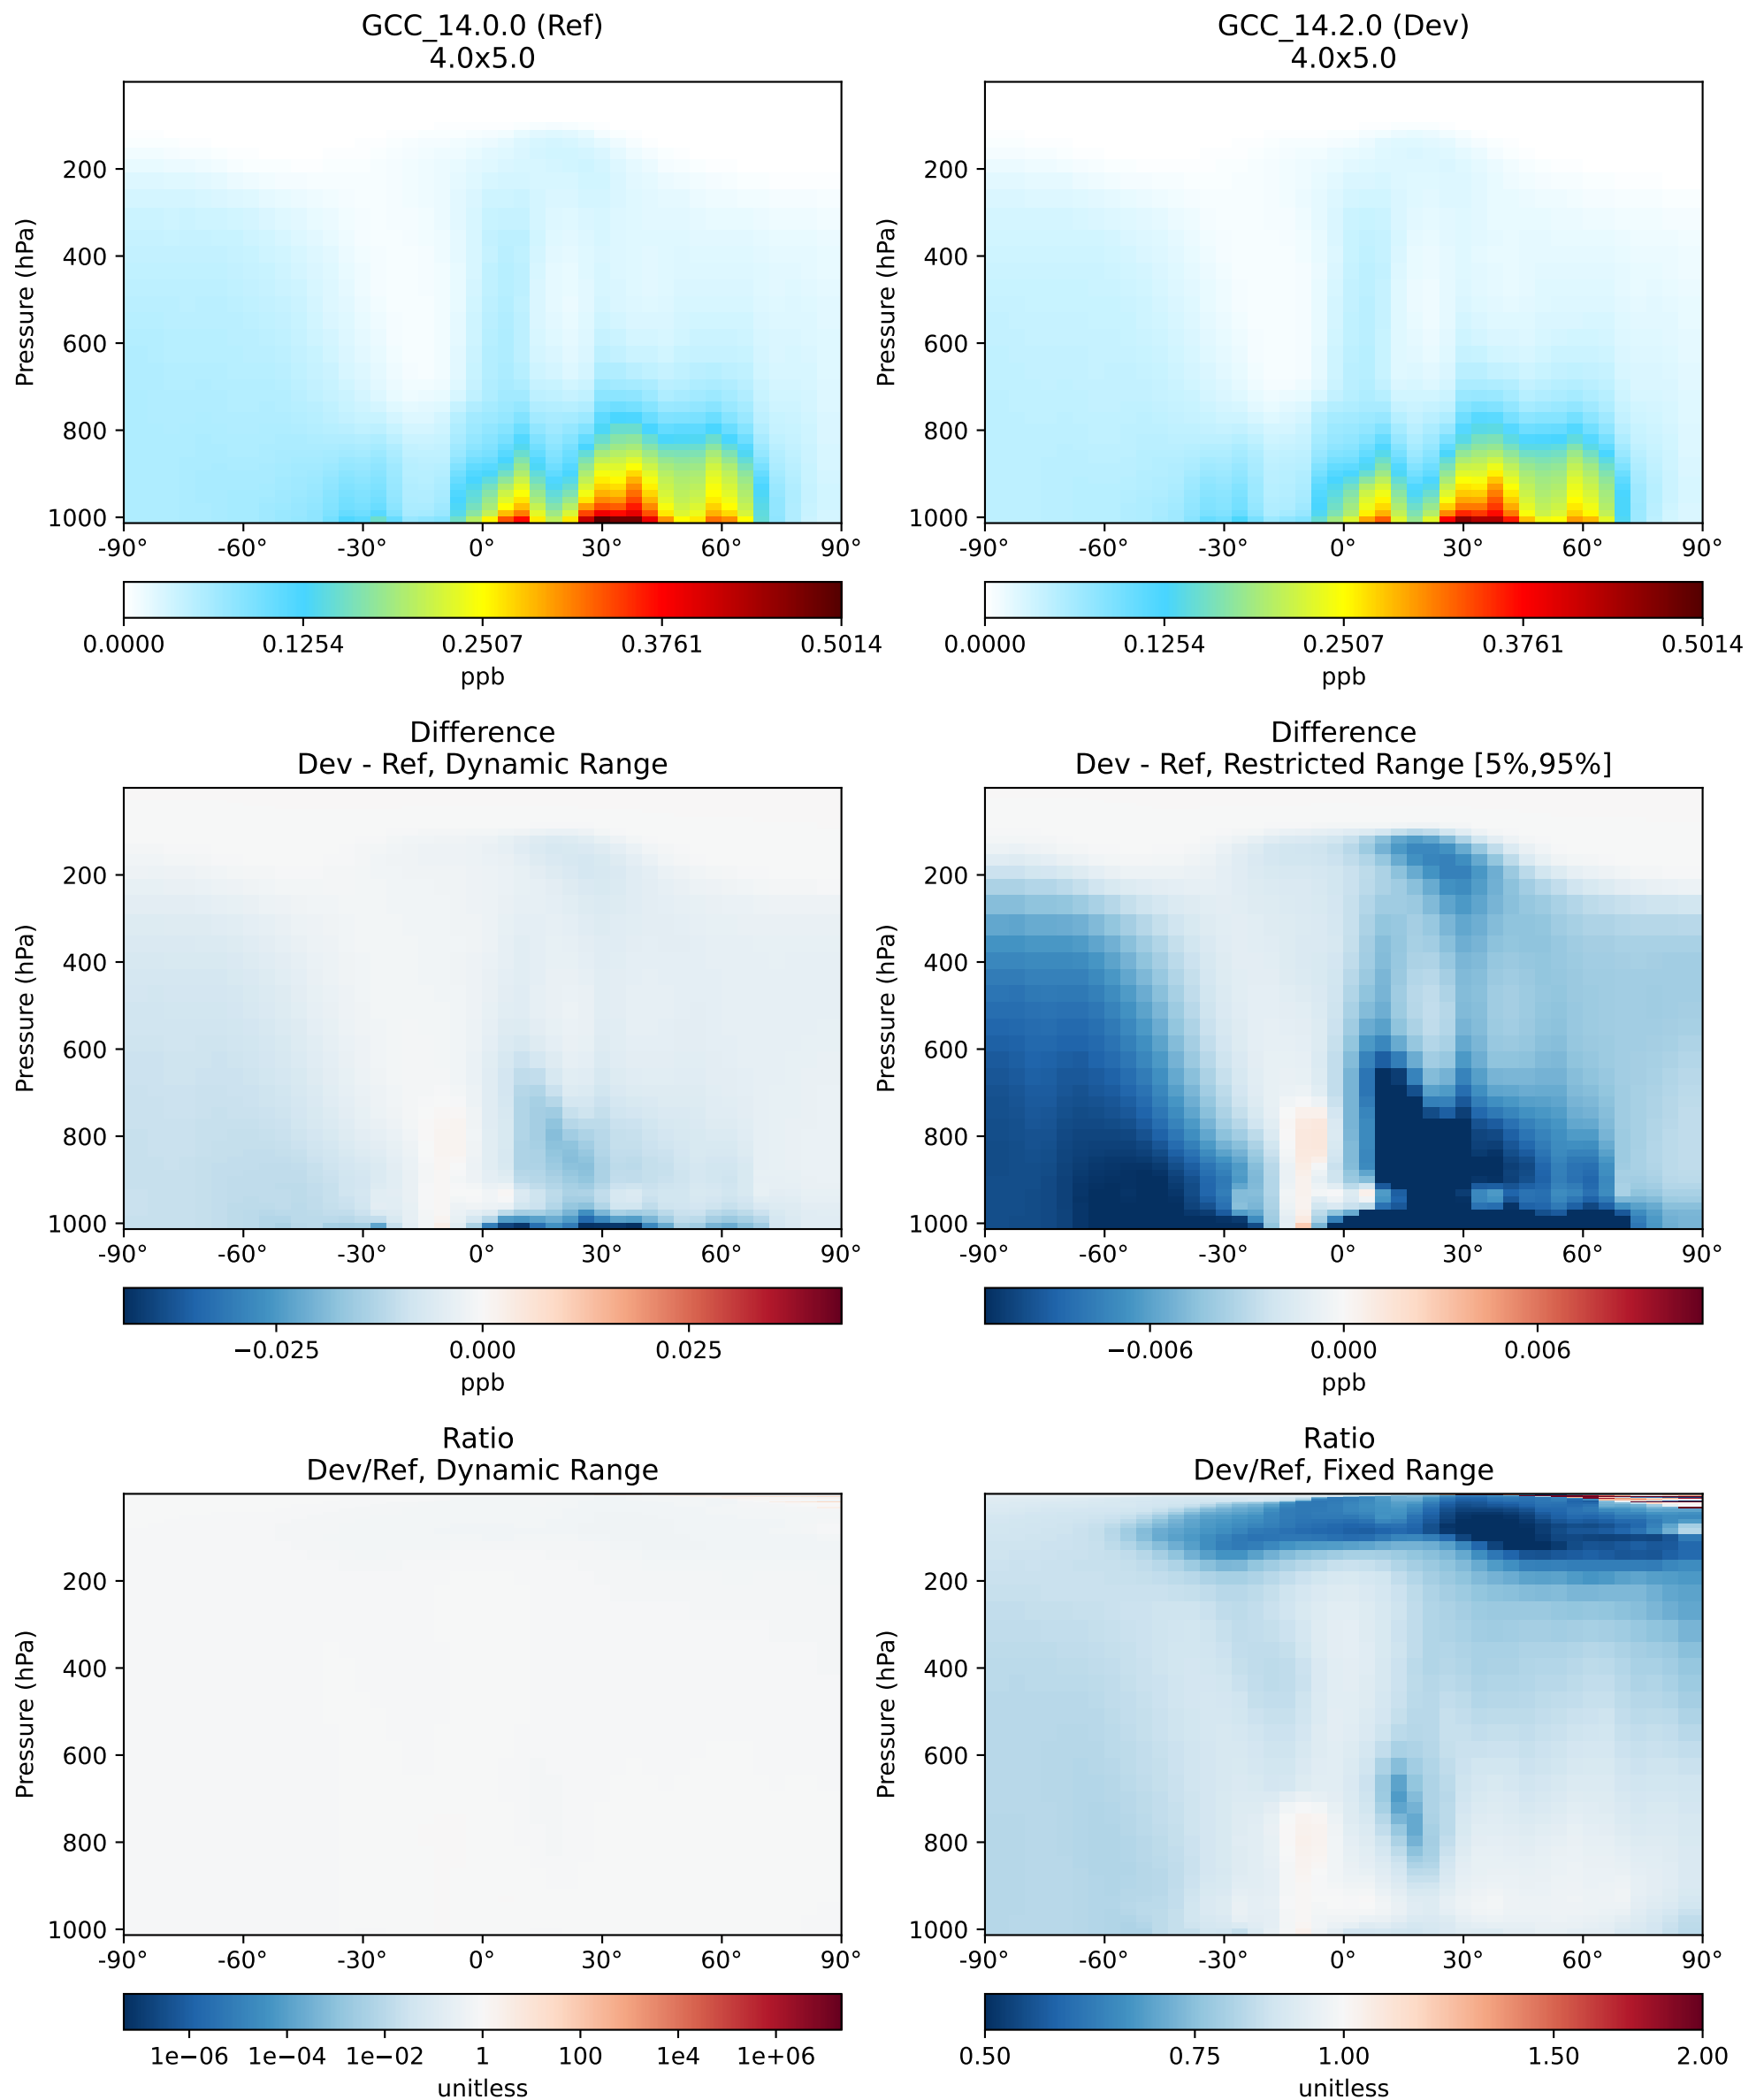 GCC_14.0.0 (Ref)
4.0x5.0
Pressure (hPa)
200
400
600
800
1000
-90° -60° -30° 0° 30° 60° 90°
0.0000 0.1254 0.2507 0.3761 0.5014
ppb
GCC_14.2.0 (Dev)
4.0x5.0
Pressure (hPa)
200
400
600
800
1000
-90° -60° -30° 0° 30° 60° 90°
0.0000 0.1254 0.2507 0.3761 0.5014
ppb
Difference
Dev - Ref, Dynamic Range
Pressure (hPa)
200
400
600
800
1000
-90° -60° -30° 0° 30° 60° 90°
−0.025 0.000 0.025
ppb
Difference
Dev - Ref, Restricted Range [5%,95%]
Pressure (hPa)
200
400
600
800
1000
-90° -60° -30° 0° 30° 60° 90°
−0.006 0.000 0.006
ppb
Ratio
Dev/Ref, Dynamic Range
Pressure (hPa)
200
400
600
800
1000
-90° -60° -30° 0° 30° 60° 90°
1e−06 1e−04 1e−02 1 100 1e+4 1e+06
unitless
Ratio
Dev/Ref, Fixed Range
Pressure (hPa)
200
400
600
800
1000
-90° -60° -30° 0° 30° 60° 90°
0.50 0.75 1.00 1.50 2.00
unitless